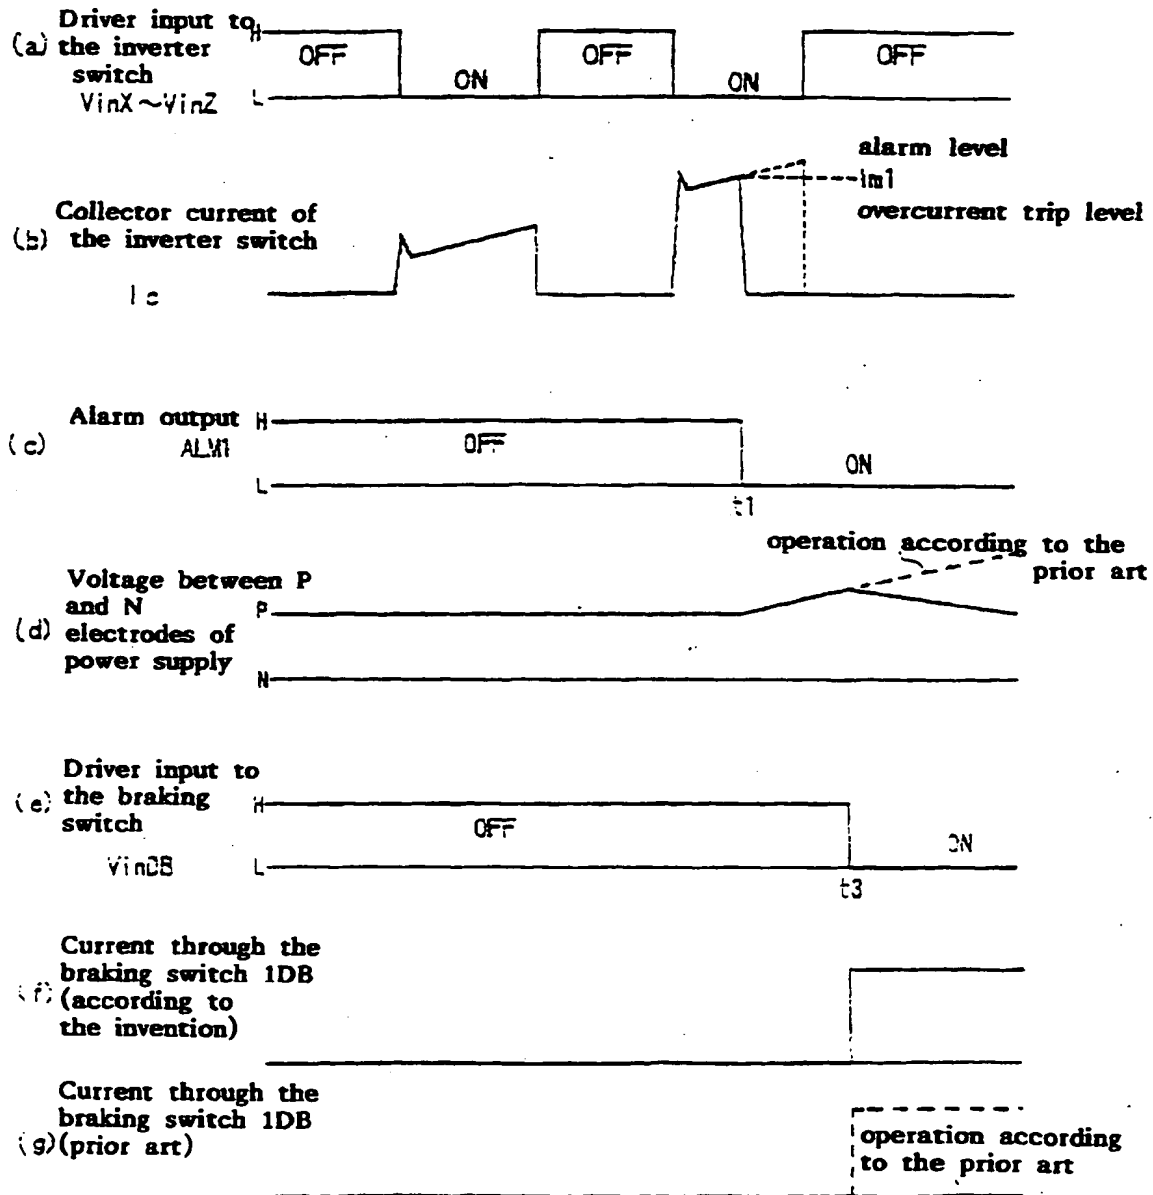 Driver input to
(a) the inverter
switch
VinX~VinZ
H
OFF
ON
OFF
ON
OFF
L
alarm level
Im1
overcurrent trip level
Collector current of
(b) the inverter switch
Ic
Alarm output H
(c) ALM1
OFF
ON
L
t1
operation according to the
prior art
Voltage between P
and N
(d) electrodes of
power supply
P
N
Driver input to
(e) the braking
switch
H
OFF
ON
VinDB L
t3
Current through the
braking switch 1DB
(f) (according to
the invention)
Current through the
braking switch 1DB
(g) (prior art)
operation according
to the prior art